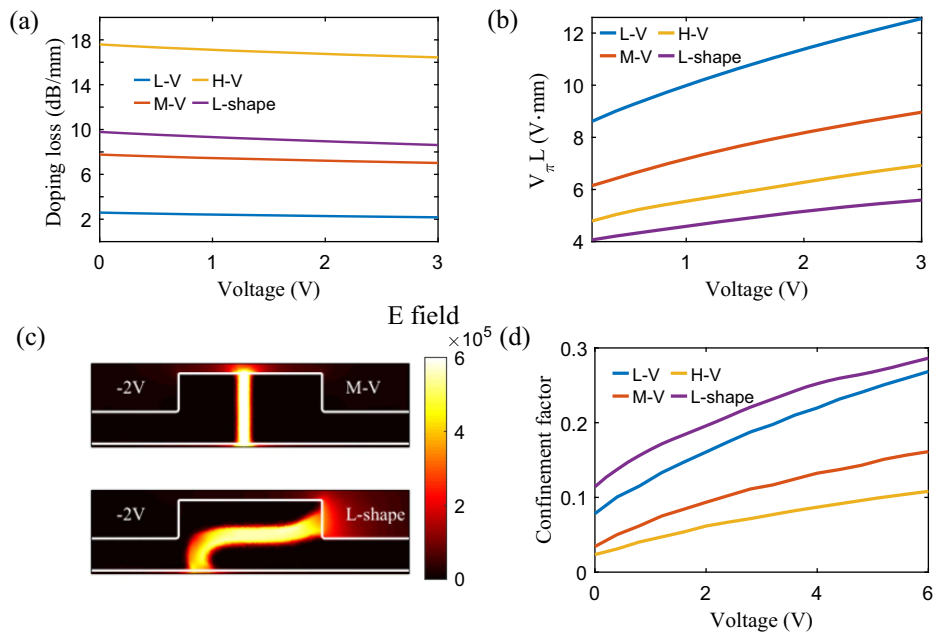 (a)
Doping loss (dB/mm)
18
14
10
6
2
L-V
H-V
M-V
L-shape
0
1
2
3
Voltage (V)
(b)
VπL (V·mm)
12
10
8
6
4
L-V
H-V
M-V
L-shape
1
2
3
Voltage (V)
(c)
E field
×10⁵
-2V
M-V
-2V
L-shape
6
4
2
0
(d)
Confinement factor
0.3
0.2
0.1
0
L-V
H-V
M-V
L-shape
0
2
4
6
Voltage (V)